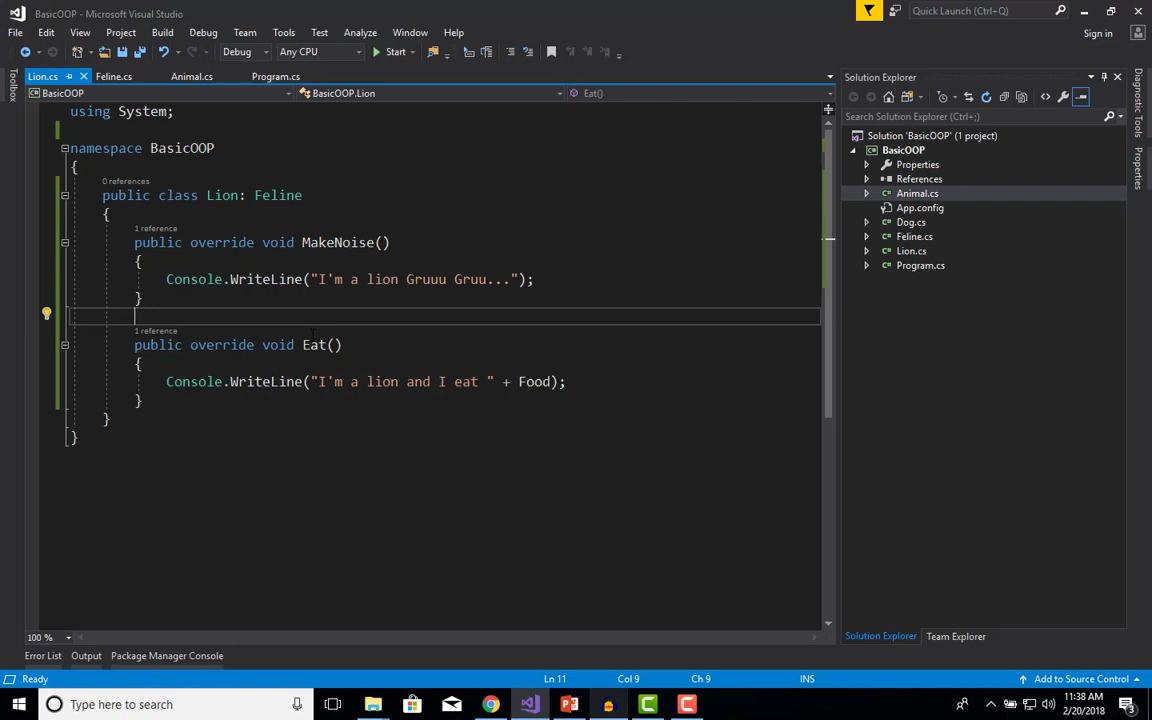 BasicOOP - Microsoft Visual Studio
Quick Launch (Ctrl+Q)
File Edit View Project Build Debug Team Tools Test Analyze Window Help
Sign in
Debug Any CPU Start
Toolbox
Lion.cs Feline.cs Animal.cs Program.cs
BasicOOP BasicOOP.Lion Eat()
using System;
namespace BasicOOP
{
0 references
public class Lion: Feline
{
1 reference
public override void MakeNoise()
{
Console.WriteLine("I'm a lion Gruuu Gruu...");
}
1 reference
public override void Eat()
{
Console.WriteLine("I'm a lion and I eat " + Food);
}
}
}
100 %
Solution Explorer
Search Solution Explorer (Ctrl+;)
Solution 'BasicOOP' (1 project)
BasicOOP
Properties
References
C# Animal.cs
App.config
C# Dog.cs
C# Feline.cs
C# Lion.cs
C# Program.cs
Solution Explorer Team Explorer
Diagnostic Tools
Properties
Error List Output Package Manager Console
Ready Ln 11 Col 9 Ch 9 INS Add to Source Control
Type here to search
11:38 AM
2/20/2018
3